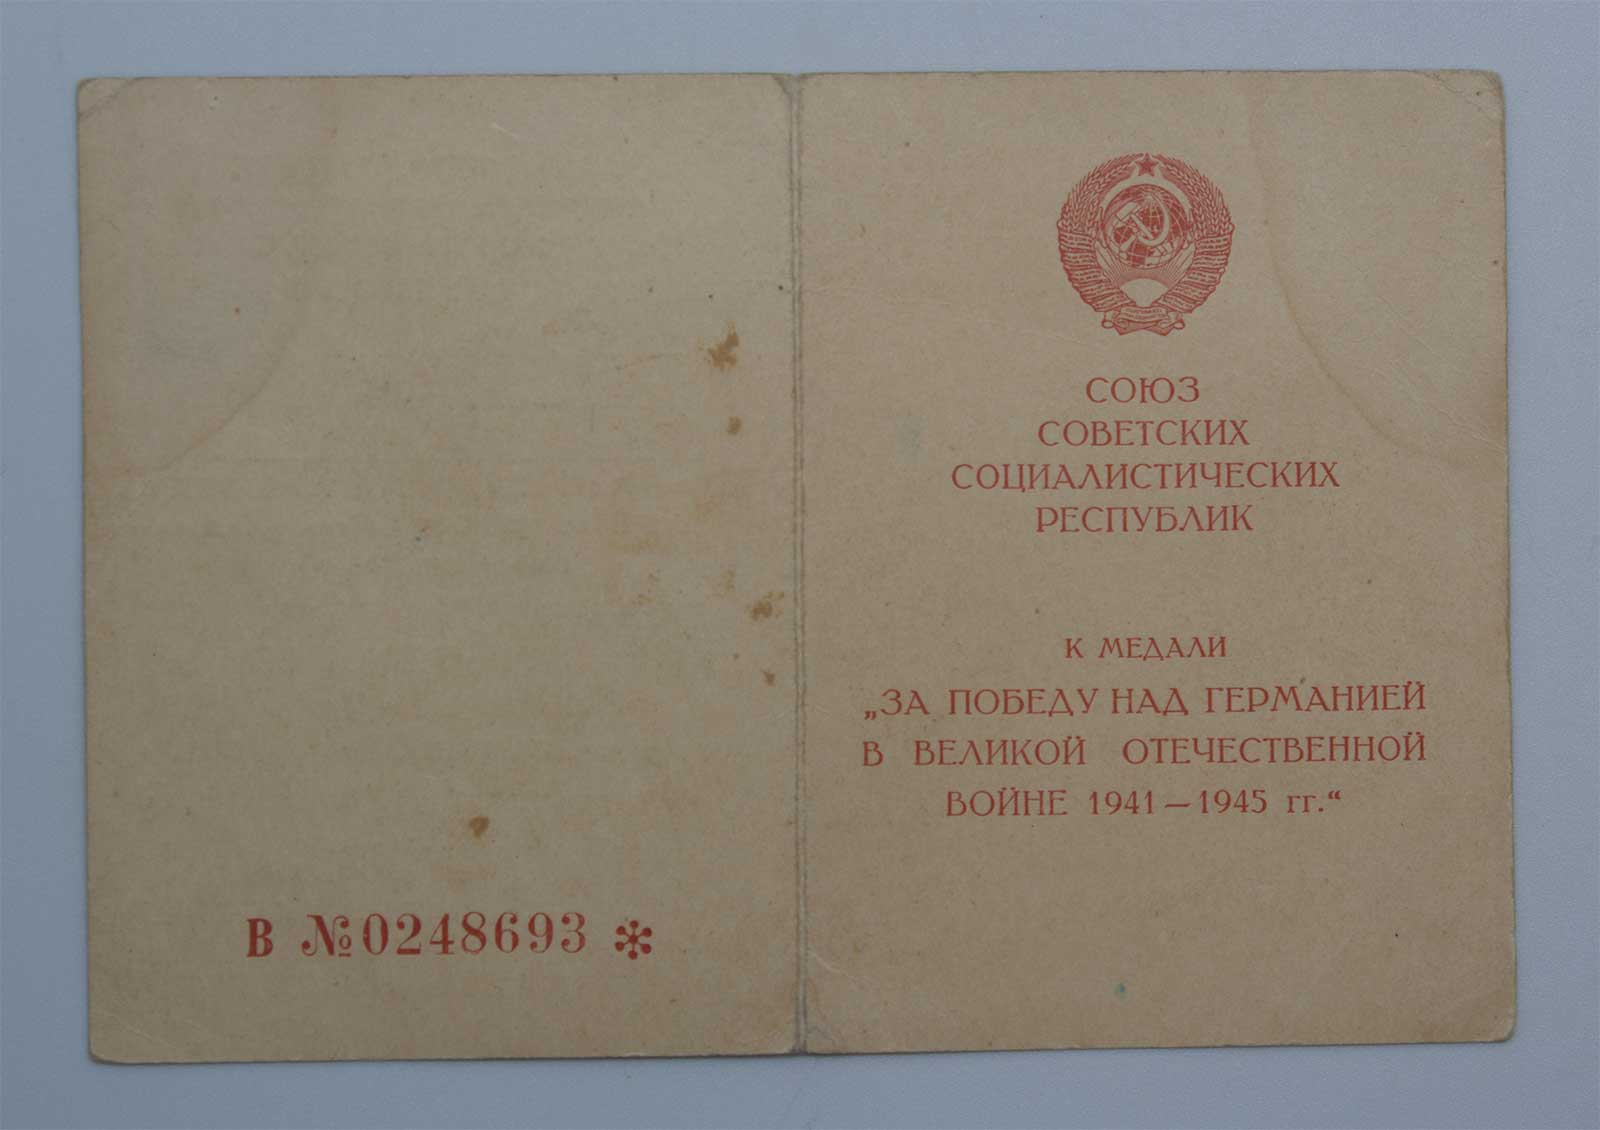 В №0248693 *
СОЮЗ
СОВЕТСКИХ
СОЦИАЛИСТИЧЕСКИХ
РЕСПУБЛИК
К МЕДАЛИ
„ЗА ПОБЕДУ НАД ГЕРМАНИЕЙ
В ВЕЛИКОЙ ОТЕЧЕСТВЕННОЙ
ВОЙНЕ 1941 — 1945 гг.“